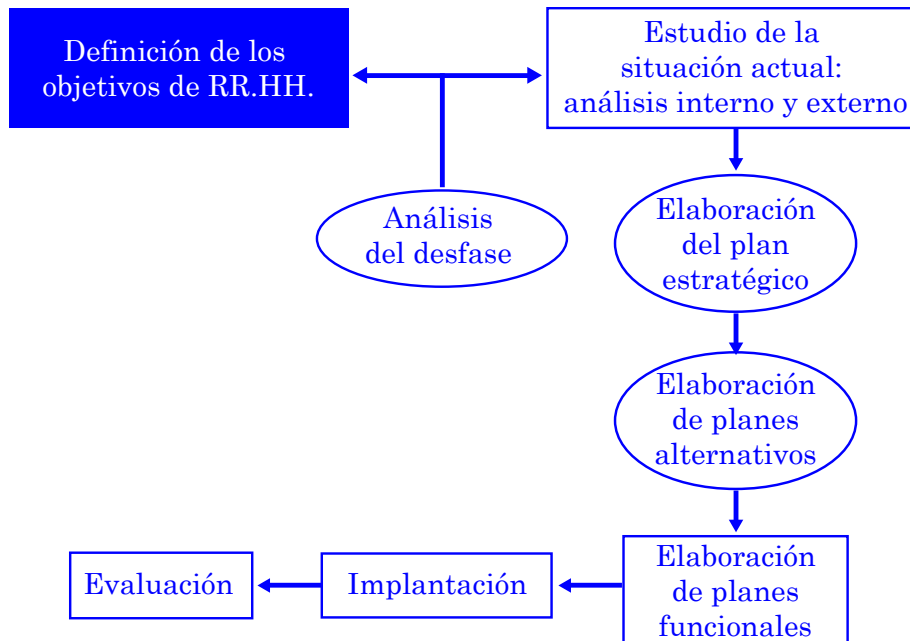 Definición de los
objetivos de RR.HH.
Estudio de la
situación actual:
análisis interno y externo
Análisis
del desfase
Elaboración
del plan
estratégico
Elaboración
de planes
alternativos
Elaboración
de planes
funcionales
Implantación
Evaluación